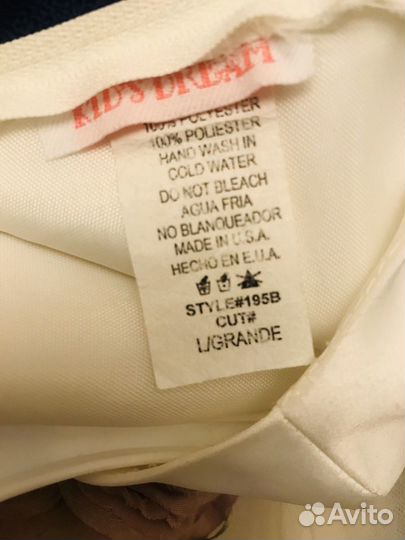 KID'S DREAM
100% POLYESTER
100% POLIESTER
HAND WASH IN
COLD WATER
DO NOT BLEACH
AGUA FRIA
NO BLANQUEADOR
MADE IN U.S.A.
HECHO EN E.U.A.
STYLE#195B
CUT#
L/GRANDE
Avito